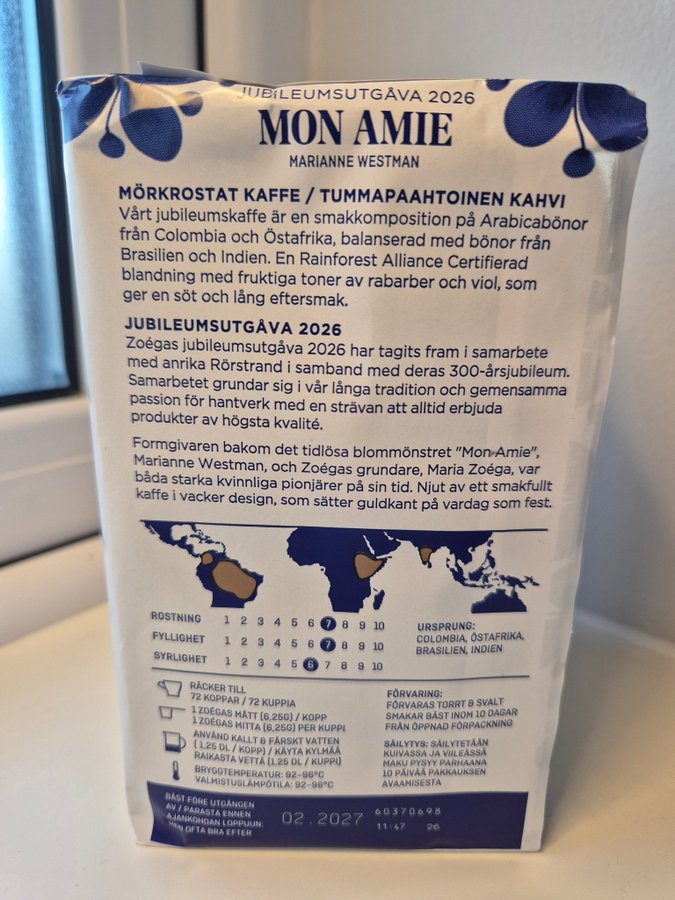 JUBILEUMSUTGÅVA 2026
MON AMIE
MARIANNE WESTMAN
MÖRKROSTAT KAFFE / TUMMAPAAHTOINEN KAHVI
Vårt jubileumskaffe är en smakkomposition på Arabicabönor
från Colombia och Östafrika, balanserad med bönor från
Brasilien och Indien. En Rainforest Alliance Certifierad
blandning med fruktiga toner av rabarber och viol, som
ger en söt och lång eftersmak.
JUBILEUMSUTGÅVA 2026
Zoégas jubileumsutgåva 2026 har tagits fram i samarbete
med anrika Rörstrand i samband med deras 300-årsjubileum.
Samarbetet grundar sig i vår långa tradition och gemensamma
passion för hantverk med en strävan att alltid erbjuda
produkter av högsta kvalité.
Formgivaren bakom det tidlösa blommönstret "Mon-Amie",
Marianne Westman, och Zoégas grundare, Maria Zoéga, var
båda starka kvinnliga pionjärer på sin tid. Njut av ett smakfullt
kaffe i vacker design, som sätter guldkant på vardag som fest.
ROSTNING 1 2 3 4 5 6 7 8 9 10
FYLLIGHET 1 2 3 4 5 6 7 8 9 10
SYRLIGHET 1 2 3 4 5 6 7 8 9 10
URSPRUNG:
COLOMBIA, ÖSTAFRIKA,
BRASILIEN, INDIEN
RÄCKER TILL
72 KOPPAR / 72 KUPPIA
1 ZOÉGAS MÅTT (6,25G) / KOPP
1 ZOÉGAS MITTA (6,25G) PER KUPPI
ANVÄND KALLT & FÄRSKT VATTEN
(1,25 DL / KOPP) / KÄYTÄ KYLMÄÄ
RAIKASTA VETTÄ (1.25 DL / KUPPI)
BRYGGTEMPERATUR: 92-96°C
VALMISTUSLÄMPÖTILA: 92-96°C
FÖRVARING:
FÖRVARAS TORRT & SVALT
SMAKAR BÄST INOM 10 DAGAR
FRÅN ÖPPNAD FÖRPACKNING
SÄILYTYS: SÄILYTETÄÄN
KUIVASSA JA VIILEÄSSÄ
MAKU PYSYY PARHAANA
10 PÄIVÄÄ PAKKAUKSEN
AVAAMISESTA
BÄST FÖRE UTGÅNGEN
AV / PARASTA ENNEN
AJANKOHDAN LOPPUUN:
MEN OFTA BRA EFTER
02.2027
60370698
11:47 26